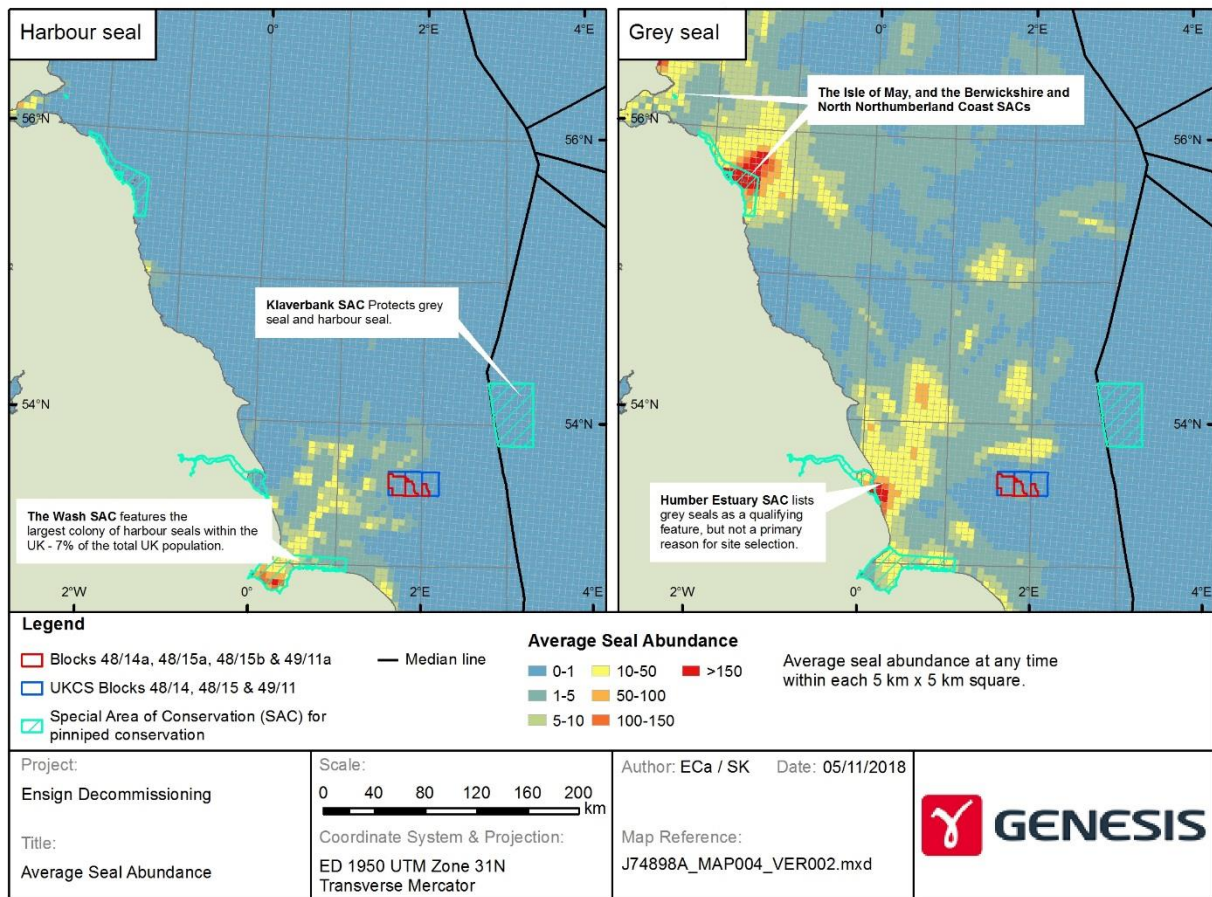 Harbour seal
0°
2°E
4°E
56°N
56°N
Klaverbank SAC Protects grey
seal and harbour seal.
54°N
54°N
The Wash SAC features the
largest colony of harbour seals within the
UK - 7% of the total UK population.
2°W
0°
2°E
4°E
Grey seal
0°
2°E
4°E
The Isle of May, and the Berwickshire and
North Northumberland Coast SACs
56°N
56°N
54°N
54°N
Humber Estuary SAC lists
grey seals as a qualifying
feature, but not a primary
reason for site selection.
2°W
0°
2°E
4°E
Legend
Blocks 48/14a, 48/15a, 48/15b & 49/11a
UKCS Blocks 48/14, 48/15 & 49/11
Special Area of Conservation (SAC) for
pinniped conservation
Median line
Average Seal Abundance
0-1
1-5
5-10
10-50
50-100
100-150
>150
Average seal abundance at any time
within each 5 km x 5 km square.
Project:
Ensign Decommissioning
Title:
Average Seal Abundance
Scale:
0 40 80 120 160 200
km
Coordinate System & Projection:
ED 1950 UTM Zone 31N
Transverse Mercator
Author: ECa / SK Date: 05/11/2018
Map Reference:
J74898A_MAP004_VER002.mxd
GENESIS